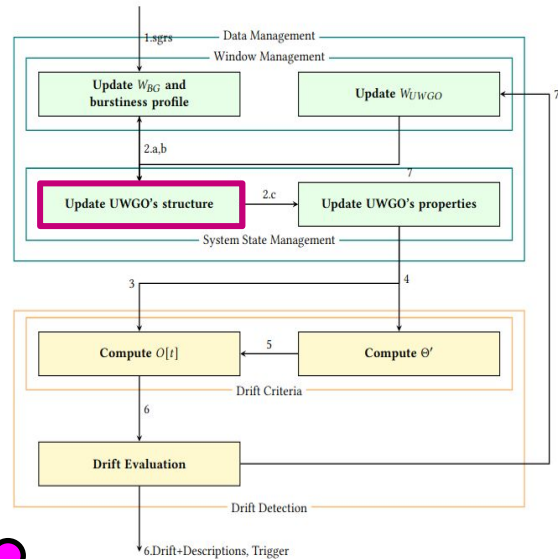 1.sgrs
Data Management
Window Management
Update W_BG and
burstiness profile
Update W_UWGO
7
2.a,b
7
Update UWGO's structure
2.c
Update UWGO's properties
System State Management
3
4
Compute O[t]
5
Compute Θ′
Drift Criteria
6
Drift Evaluation
Drift Detection
6.Drift+Descriptions, Trigger